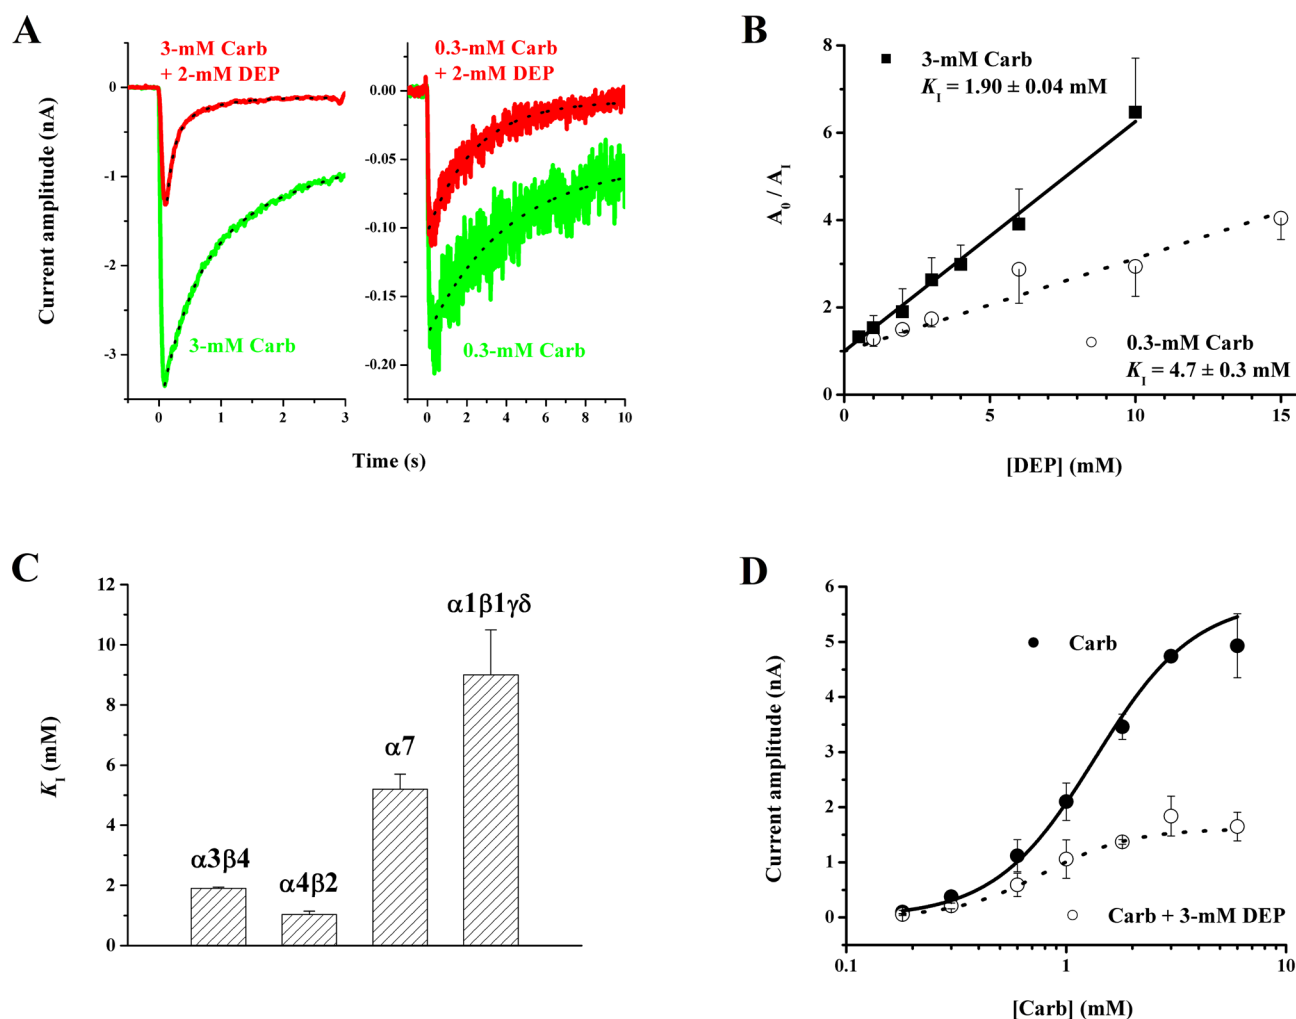 A
3-mM Carb
+ 2-mM DEP
0.3-mM Carb
+ 2-mM DEP
Current amplitude (nA)
0
-1
-2
-3
0.00
-0.05
-0.10
-0.15
-0.20
3-mM Carb
0.3-mM Carb
0 1 2 3
0 2 4 6 8 10
Time (s)
B
8
6
4
2
0
A0 / AI
3-mM Carb
KI = 1.90 ± 0.04 mM
0.3-mM Carb
KI = 4.7 ± 0.3 mM
0 5 10 15
[DEP] (mM)
C
12
10
8
6
4
2
0
KI (mM)
α3β4
α4β2
α7
α1β1γδ
D
6
5
4
3
2
1
0
Current amplitude (nA)
Carb
Carb + 3-mM DEP
0.1 1 10
[Carb] (mM)